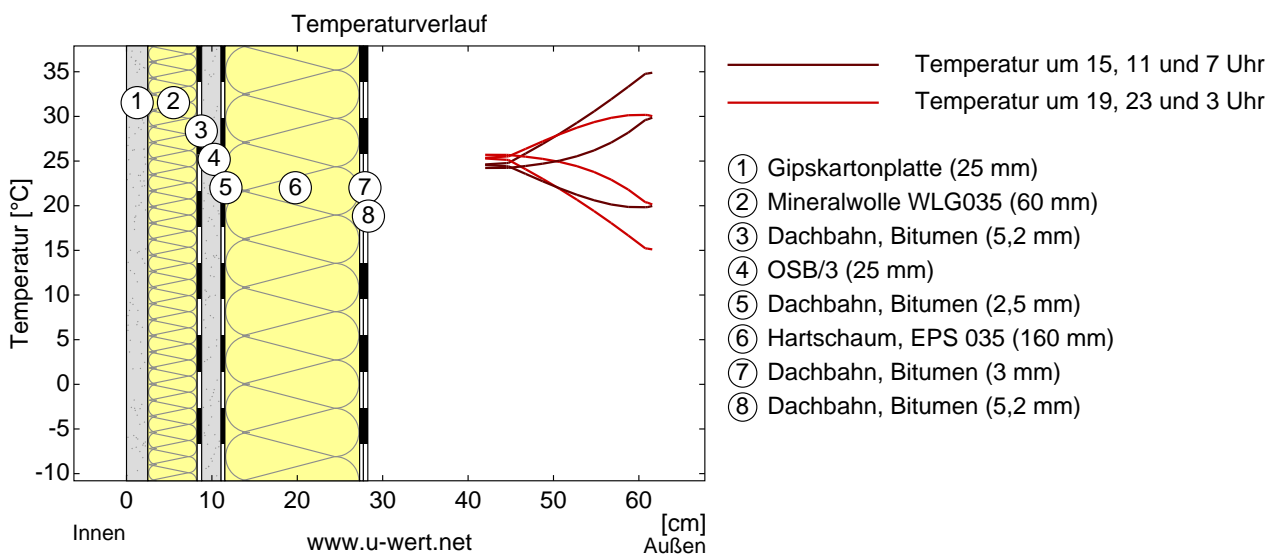 Temperaturverlauf
Temperatur [°C]
35
30
25
20
15
10
5
0
-5
-10
1
2
3
4
5
6
7
8
0
10
20
30
40
50
60
[cm]
Innen
www.u-wert.net
Außen
Temperatur um 15, 11 und 7 Uhr
Temperatur um 19, 23 und 3 Uhr
1 Gipskartonplatte (25 mm)
2 Mineralwolle WLG035 (60 mm)
3 Dachbahn, Bitumen (5,2 mm)
4 OSB/3 (25 mm)
5 Dachbahn, Bitumen (2,5 mm)
6 Hartschaum, EPS 035 (160 mm)
7 Dachbahn, Bitumen (3 mm)
8 Dachbahn, Bitumen (5,2 mm)